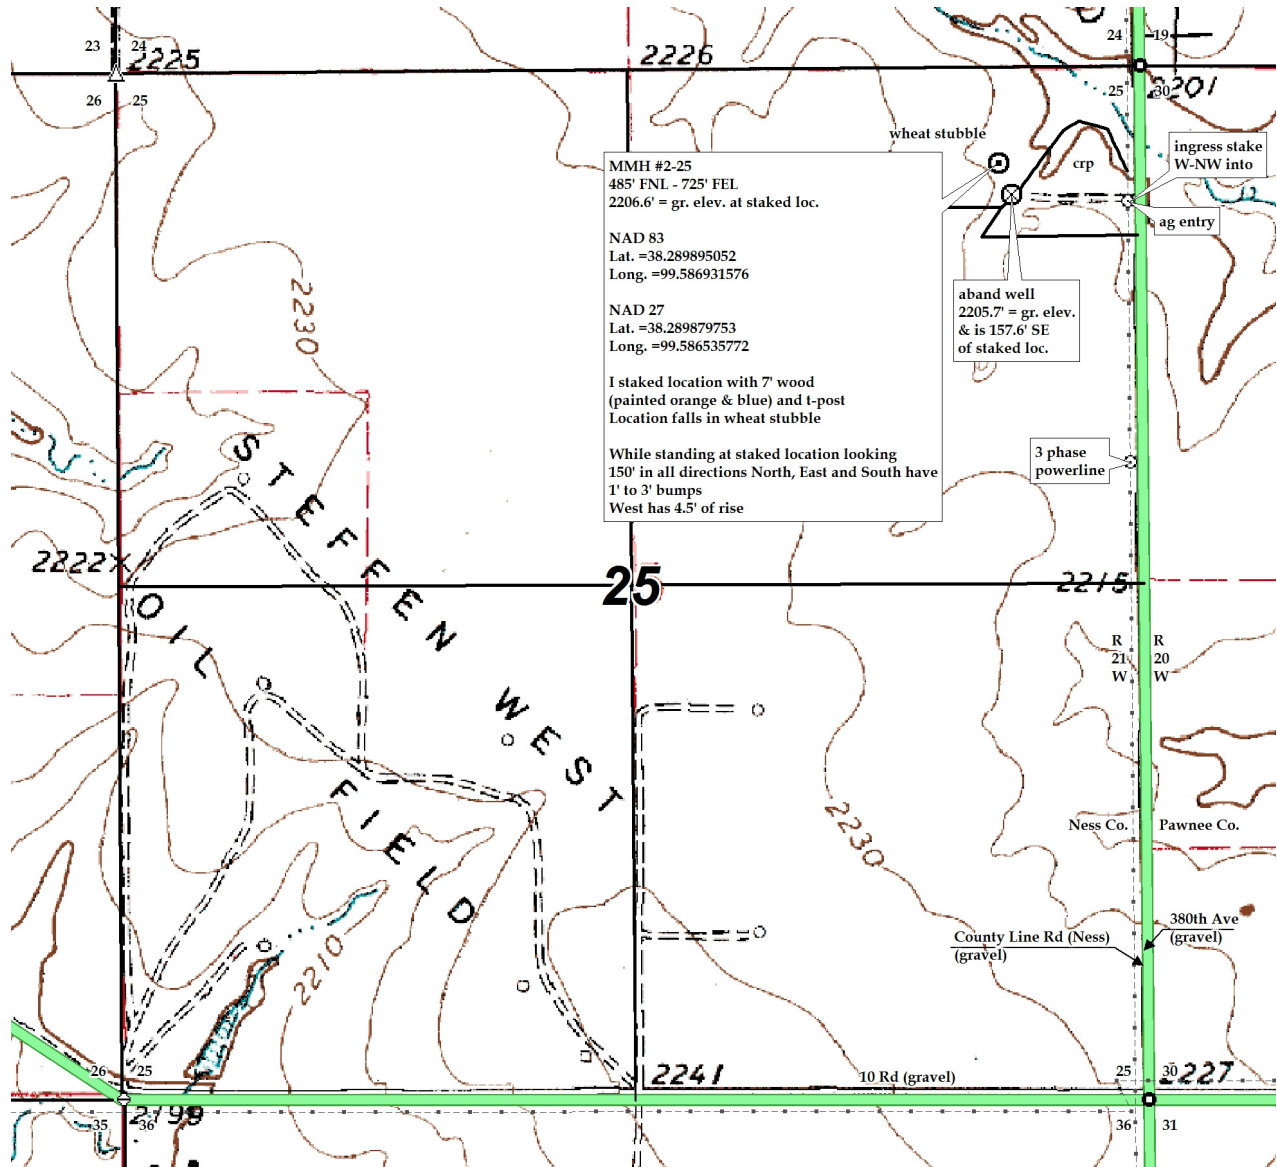 23 24
2225
26 25
2226
24 19
25 30
2201
wheat stubble
crp
ingress stake
W-NW into
ag entry
MMH #2-25
485' FNL - 725' FEL
2206.6' = gr. elev. at staked loc.
NAD 83
Lat. =38.289895052
Long. =99.586931576
NAD 27
Lat. =38.289879753
Long. =99.586535772
I staked location with 7' wood
(painted orange & blue) and t-post
Location falls in wheat stubble
While standing at staked location looking
150' in all directions North, East and South have
1' to 3' bumps
West has 4.5' of rise
aband well
2205.7' = gr. elev.
& is 157.6' SE
of staked loc.
2230
3 phase
powerline
STEFFEN WEST
OIL FIELD
2222
25
2215
R
21
W
R
20
W
2230
Ness Co.
Pawnee Co.
380th Ave
(gravel)
County Line Rd (Ness)
(gravel)
2210
26 25
2241
10 Rd (gravel)
25 30
2227
2199
35 36
36 31